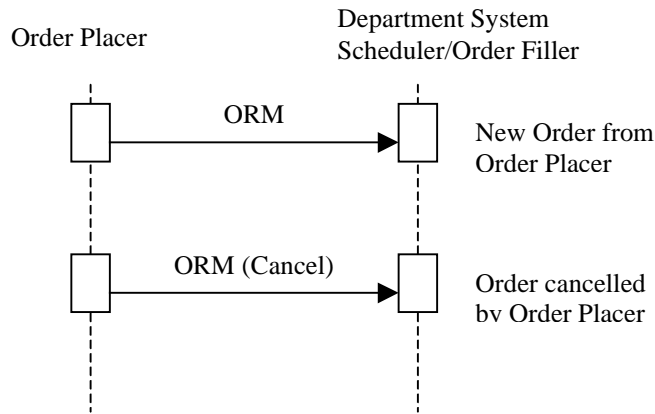 Order Placer
Department System
Scheduler/Order Filler
ORM
New Order from
Order Placer
ORM (Cancel)
Order cancelled
by Order Placer